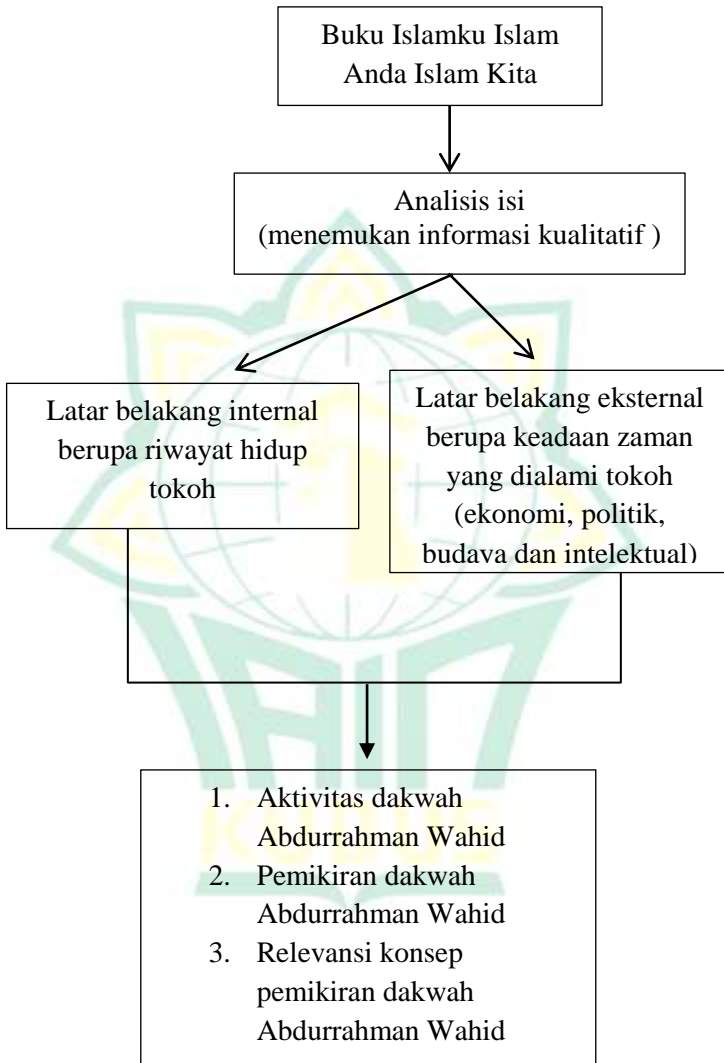 Buku Islamku Islam
Anda Islam Kita
Analisis isi
(menemukan informasi kualitatif )
Latar belakang internal
berupa riwayat hidup
tokoh
Latar belakang eksternal
berupa keadaan zaman
yang dialami tokoh
(ekonomi, politik,
budaya dan intelektual)
IAIN
KUDUS
1. Aktivitas dakwah
Abdurrahman Wahid
2. Pemikiran dakwah
Abdurrahman Wahid
3. Relevansi konsep
pemikiran dakwah
Abdurrahman Wahid